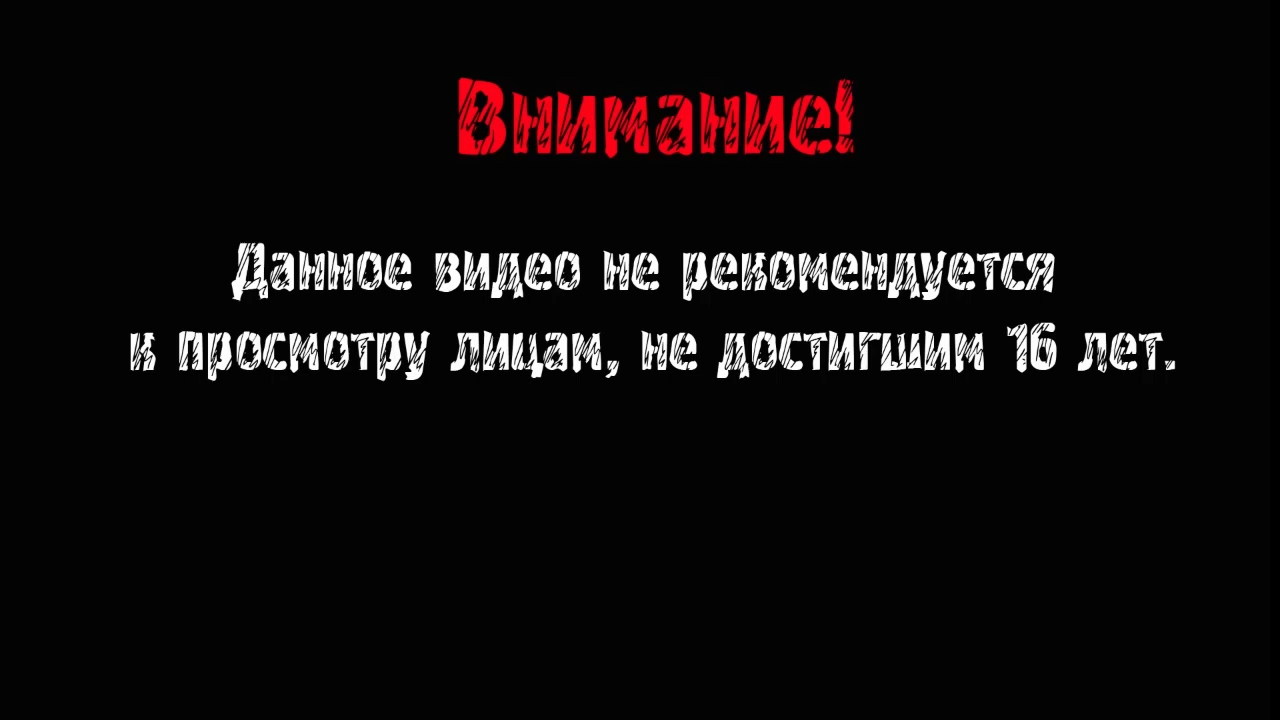 Внимание!
Данное видео не рекомендуется
к просмотру лицам, не достигшим 16 лет.